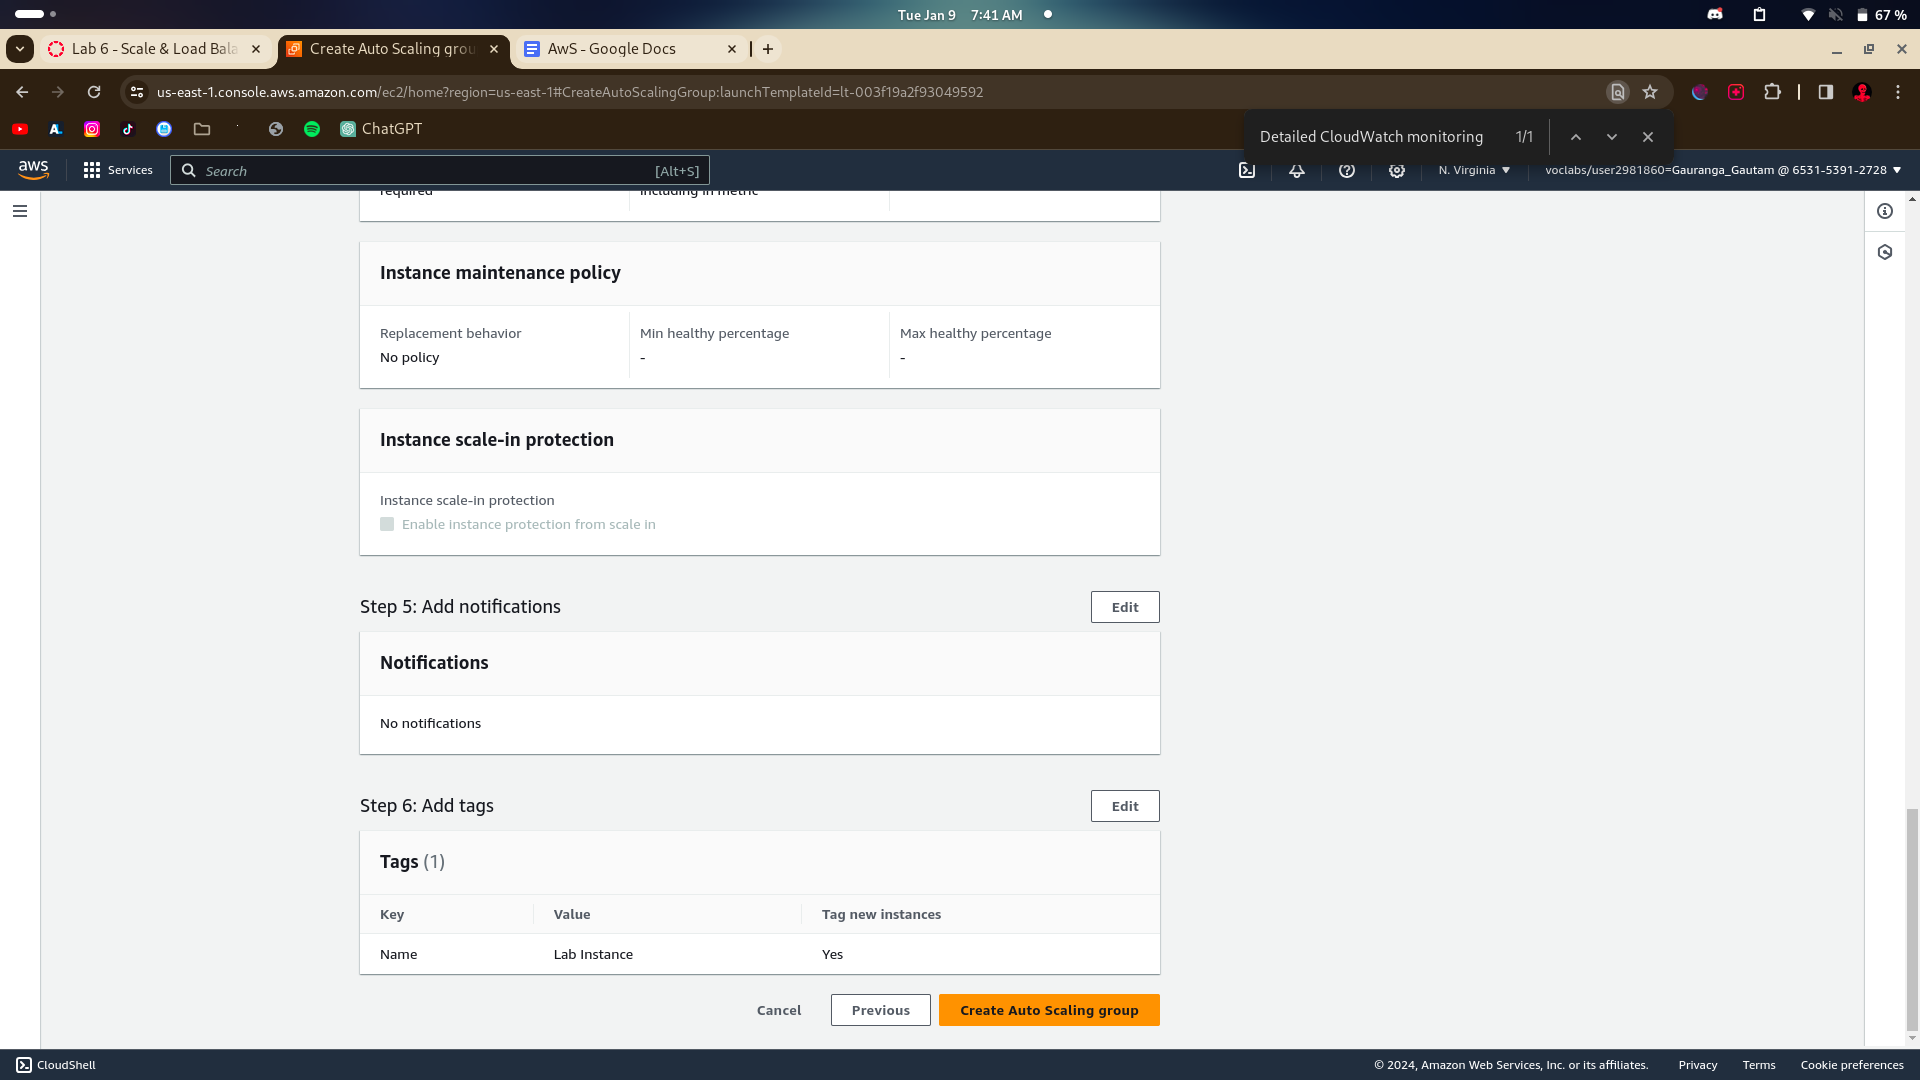 Tue Jan 9 7:41 AM
67 %
Lab 6 - Scale & Load Bala
Create Auto Scaling grou
AwS - Google Docs
us-east-1.console.aws.amazon.com/ec2/home?region=us-east-1#CreateAutoScalingGroup:launchTemplateId=lt-003f19a2f93049592
ChatGPT
Detailed CloudWatch monitoring 1/1
aws
Services
Search [Alt+S]
N. Virginia
voclabs/user2981860=Gauranga_Gautam @ 6531-5391-2728
required
including in metric
Instance maintenance policy
Replacement behavior
No policy
Min healthy percentage
-
Max healthy percentage
-
Instance scale-in protection
Instance scale-in protection
Enable instance protection from scale in
Step 5: Add notifications
Edit
Notifications
No notifications
Step 6: Add tags
Edit
Tags (1)
Key Value Tag new instances
Name Lab Instance Yes
Cancel Previous Create Auto Scaling group
CloudShell
© 2024, Amazon Web Services, Inc. or its affiliates. Privacy Terms Cookie preferences